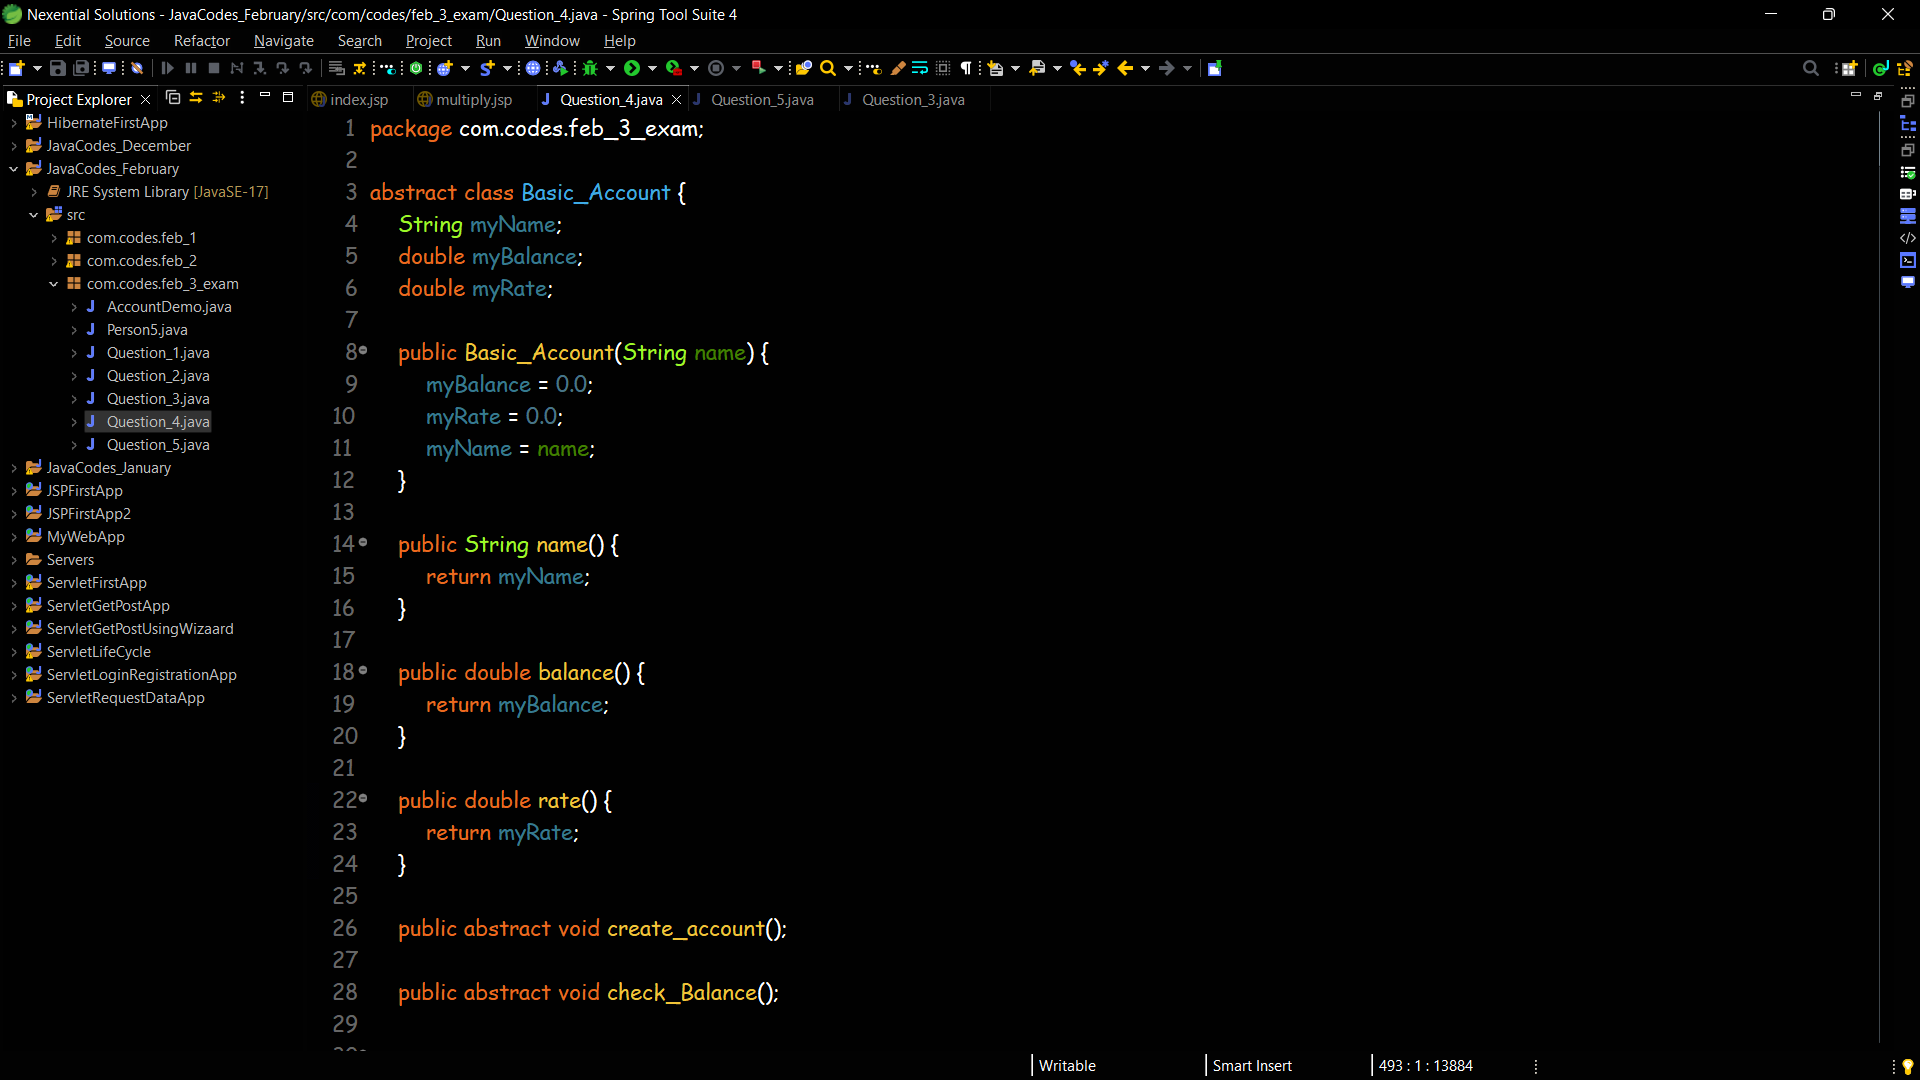 Nexential Solutions - JavaCodes_February/src/com/codes/feb_3_exam/Question_4.java - Spring Tool Suite 4
File Edit Source Refactor Navigate Search Project Run Window Help
Project Explorer
index.jsp
multiply.jsp
Question_4.java
Question_5.java
Question_3.java
HibernateFirstApp
JavaCodes_December
JavaCodes_February
JRE System Library [JavaSE-17]
src
com.codes.feb_1
com.codes.feb_2
com.codes.feb_3_exam
AccountDemo.java
Person5.java
Question_1.java
Question_2.java
Question_3.java
Question_4.java
Question_5.java
JavaCodes_January
JSPFirstApp
JSPFirstApp2
MyWebApp
Servers
ServletFirstApp
ServletGetPostApp
ServletGetPostUsingWizaard
ServletLifeCycle
ServletLoginRegistrationApp
ServletRequestDataApp
1 package com.codes.feb_3_exam;
2
3 abstract class Basic_Account {
4 String myName;
5 double myBalance;
6 double myRate;
7
8 public Basic_Account(String name) {
9 myBalance = 0.0;
10 myRate = 0.0;
11 myName = name;
12 }
13
14 public String name() {
15 return myName;
16 }
17
18 public double balance() {
19 return myBalance;
20 }
21
22 public double rate() {
23 return myRate;
24 }
25
26 public abstract void create_account();
27
28 public abstract void check_Balance();
29
Writable
Smart Insert
493 : 1 : 13884